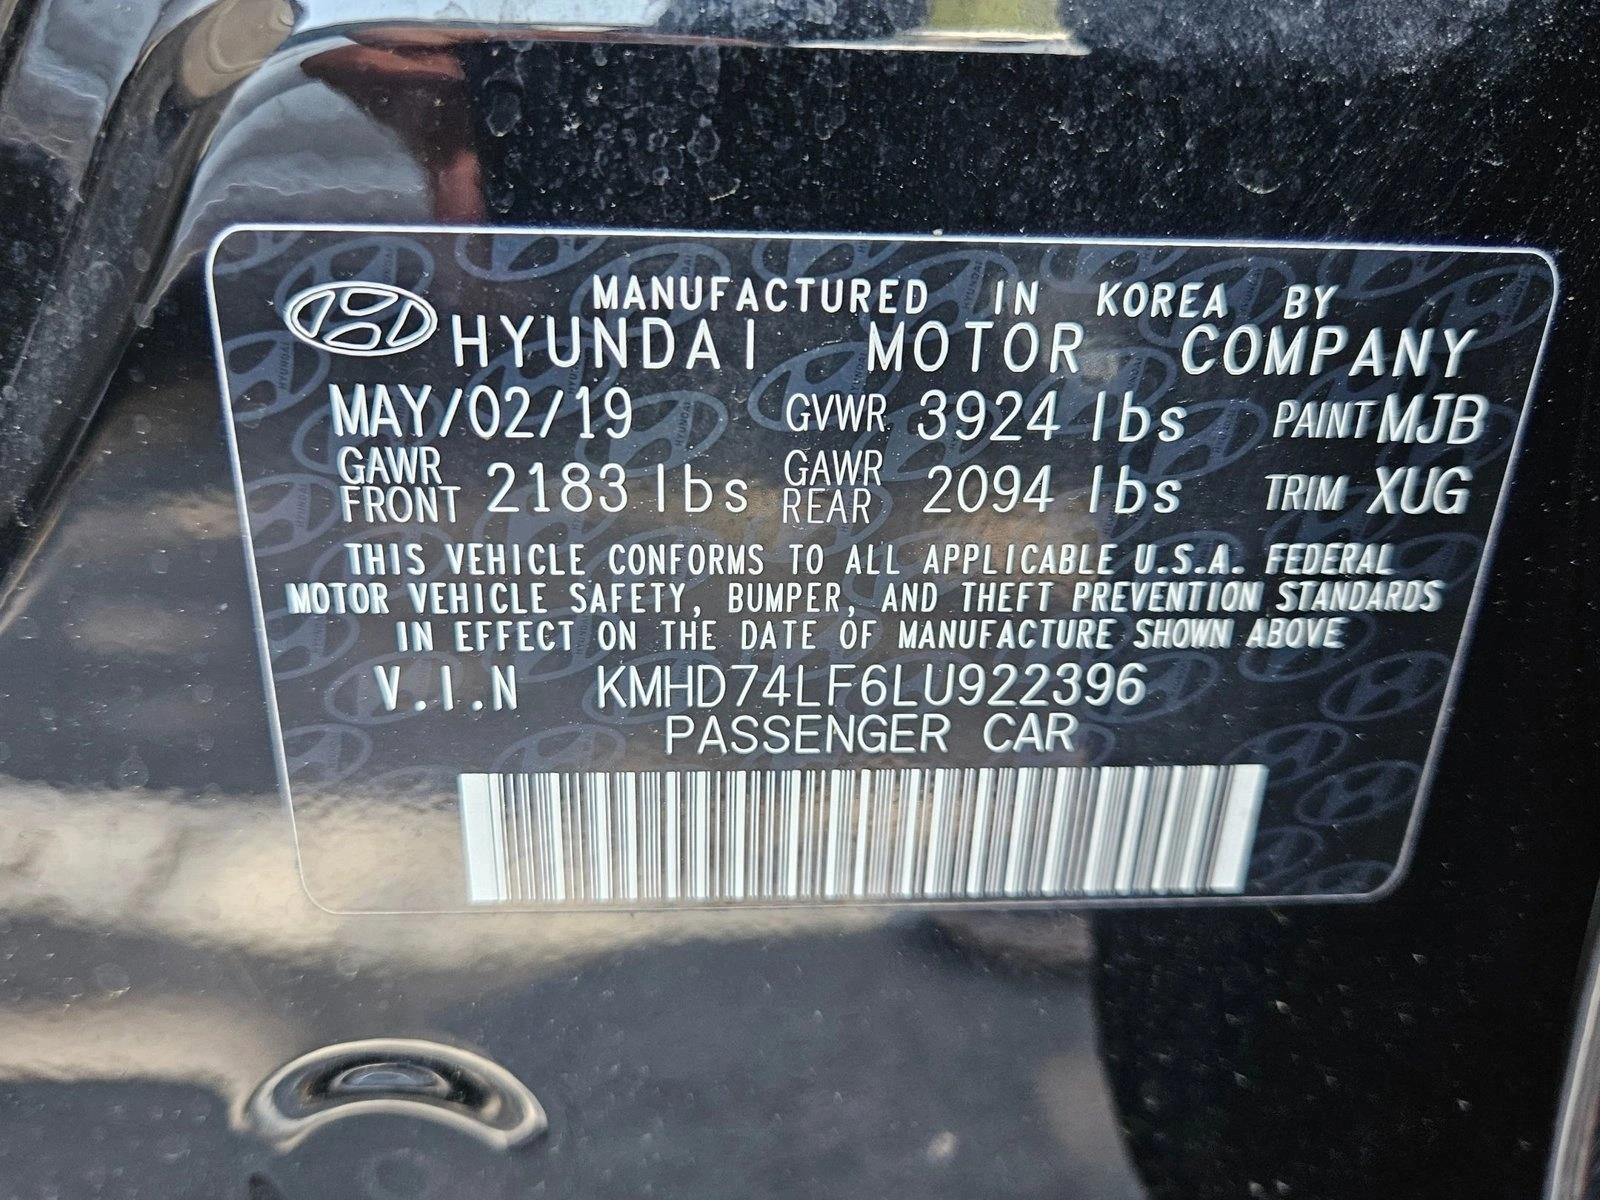 MANUFACTURED IN KOREA BY
HYUNDAI MOTOR COMPANY
MAY/02/19 GVWR 3924 lbs PAINT MJB
GAWR FRONT 2183 lbs GAWR REAR 2094 lbs TRIM XUG
THIS VEHICLE CONFORMS TO ALL APPLICABLE U.S.A. FEDERAL
MOTOR VEHICLE SAFETY, BUMPER, AND THEFT PREVENTION STANDARDS
IN EFFECT ON THE DATE OF MANUFACTURE SHOWN ABOVE
V.I.N KMHD74LF6LU922396
PASSENGER CAR